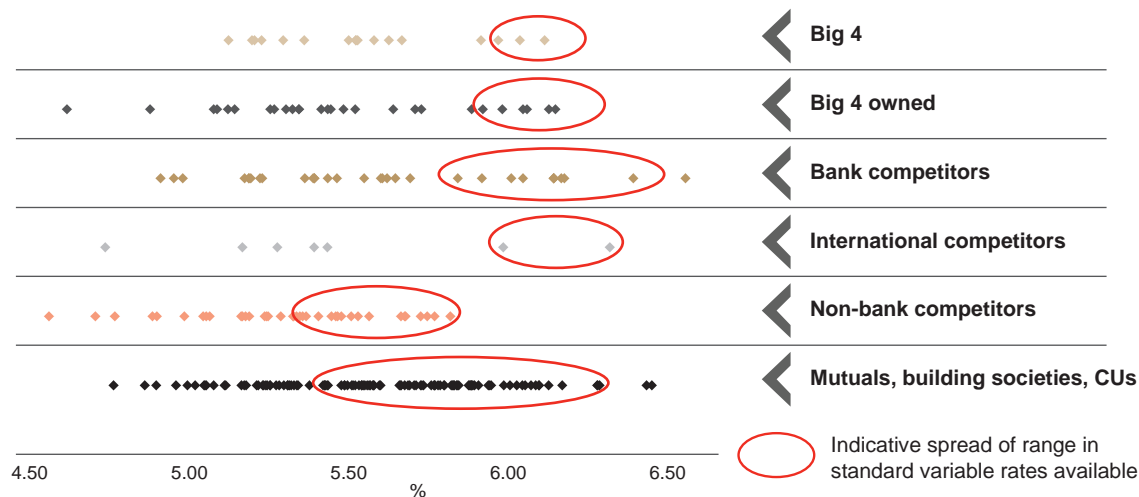 Big 4
Big 4 owned
Bank competitors
International competitors
Non-bank competitors
Mutuals, building societies, CUs
Indicative spread of range in
standard variable rates available
4.50 5.00 5.50 6.00 6.50
%